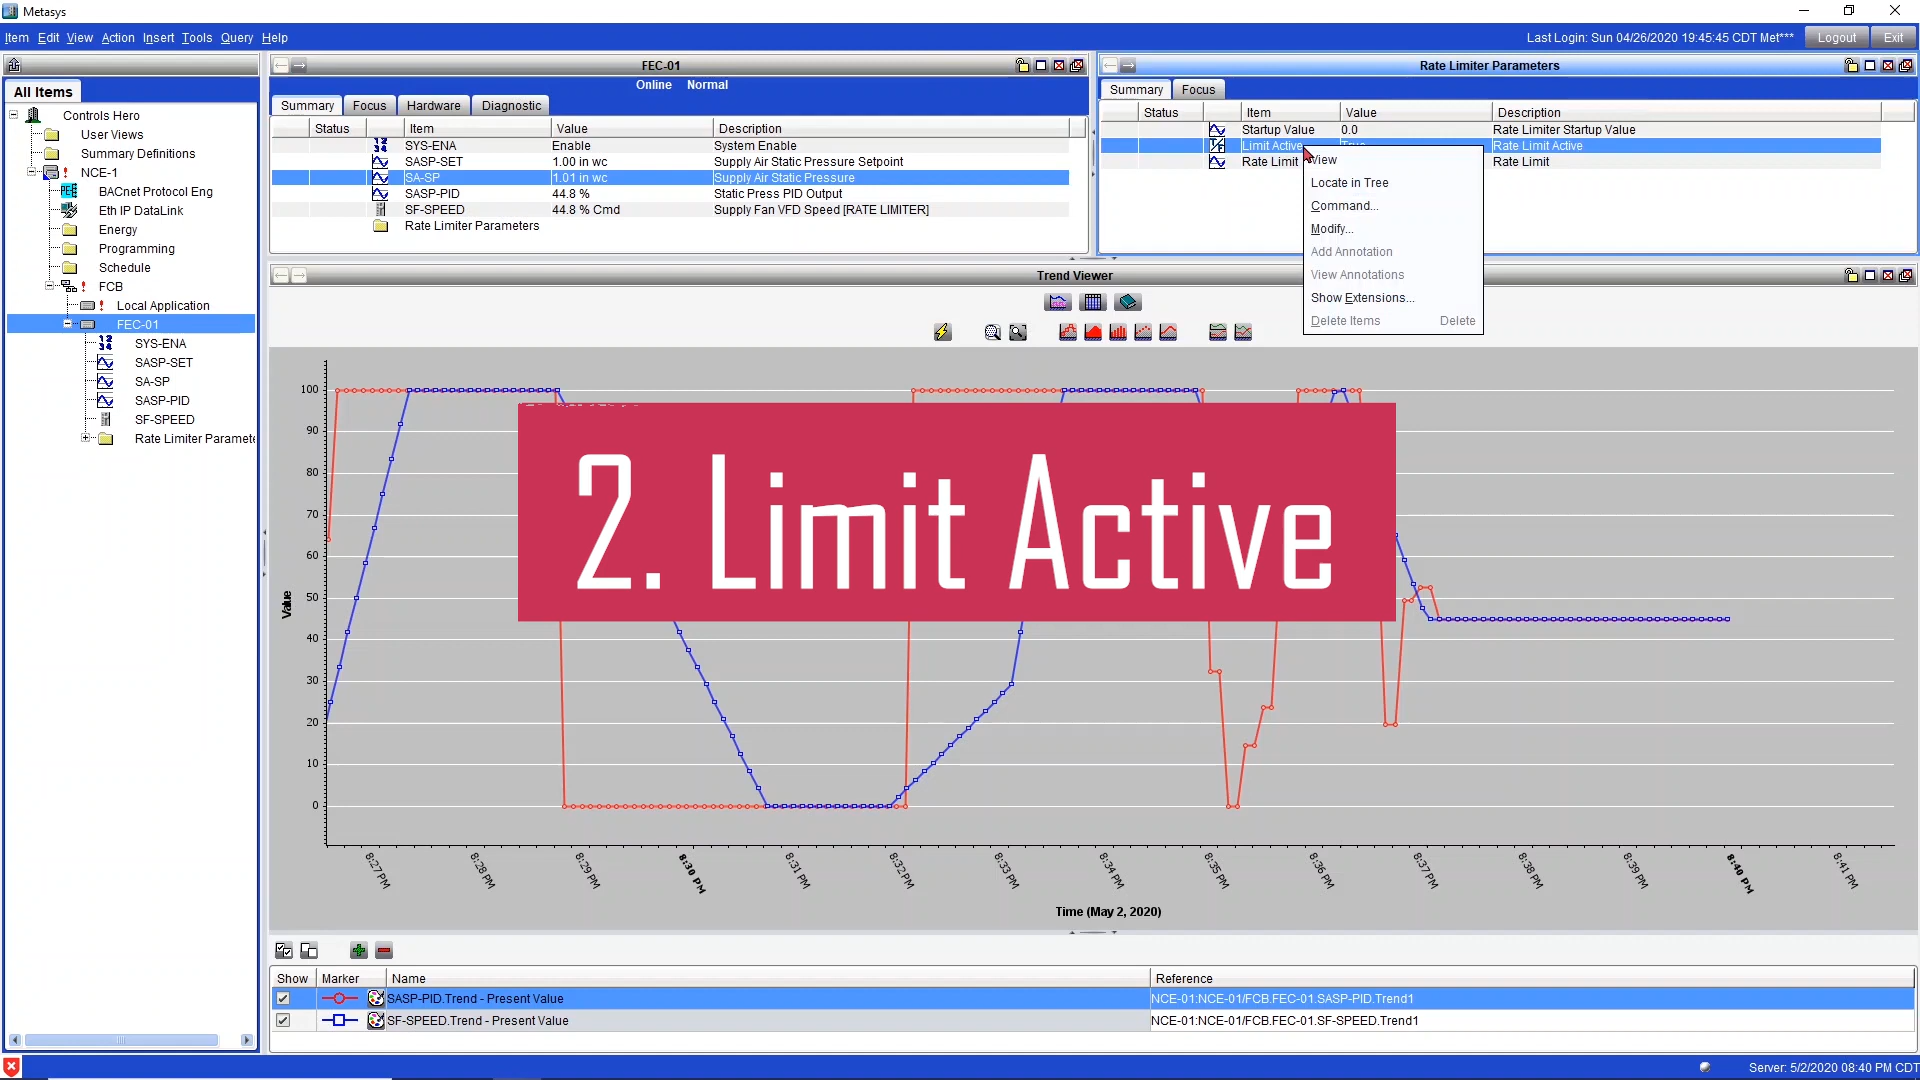 Metasys
Item Edit View Action Insert Tools Query Help
Last Login: Sun 04/26/2020 19:45:45 CDT Met*** Logout Exit
All Items
Controls Hero
User Views
Summary Definitions
NCE-1
BACnet Protocol Eng
Eth IP DataLink
Energy
Programming
Schedule
FCB
Local Application
FEC-01
SYS-ENA
SASP-SET
SA-SP
SASP-PID
SF-SPEED
Rate Limiter Paramete
FEC-01
Online Normal
Summary Focus Hardware Diagnostic
Status Item Value Description
SYS-ENA Enable System Enable
SASP-SET 1.00 in wc Supply Air Static Pressure Setpoint
SA-SP 1.01 in wc Supply Air Static Pressure
SASP-PID 44.8 % Static Press PID Output
SF-SPEED 44.8 % Cmd Supply Fan VFD Speed [RATE LIMITER]
Rate Limiter Parameters
Rate Limiter Parameters
Summary Focus
Status Item Value Description
Startup Value 0.0 Rate Limiter Startup Value
Limit Active True Rate Limit Active
Rate Limit Rate Limit
View
Locate in Tree
Command...
Modify...
Add Annotation
View Annotations
Show Extensions...
Delete Items Delete
Trend Viewer
2. Limit Active
Value
100
90
80
70
60
50
40
30
20
10
0
8:27 PM 8:28 PM 8:29 PM 8:30 PM 8:31 PM 8:32 PM 8:33 PM 8:34 PM 8:35 PM 8:36 PM 8:37 PM 8:38 PM 8:39 PM 8:40 PM 8:41 PM
Time (May 2, 2020)
Show Marker Name Reference
SASP-PID.Trend - Present Value NCE-01:NCE-01/FCB.FEC-01.SASP-PID.Trend1
SF-SPEED.Trend - Present Value NCE-01:NCE-01/FCB.FEC-01.SF-SPEED.Trend1
Server: 5/2/2020 08:40 PM CDT